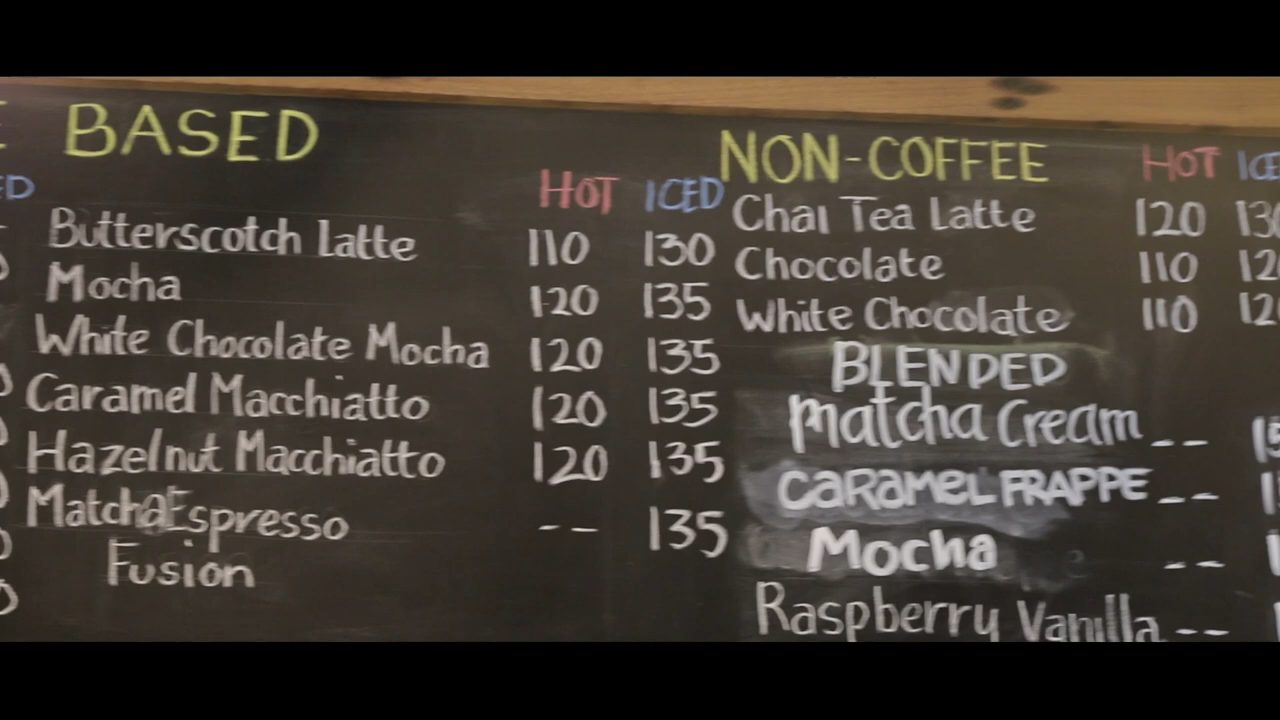 BASED
HOT ICED
Butterscotch Latte 110 130
Mocha 120 135
White Chocolate Mocha 120 135
Caramel Macchiatto 120 135
Hazelnut Macchiatto 120 135
Matcha Espresso -- 135
Fusion
NON-COFFEE HOT
Chai Tea Latte 120
Chocolate 110
White Chocolate 110
BLENDED
Matcha Cream --
CARAMEL FRAPPE --
Mocha --
Raspberry Vanilla --